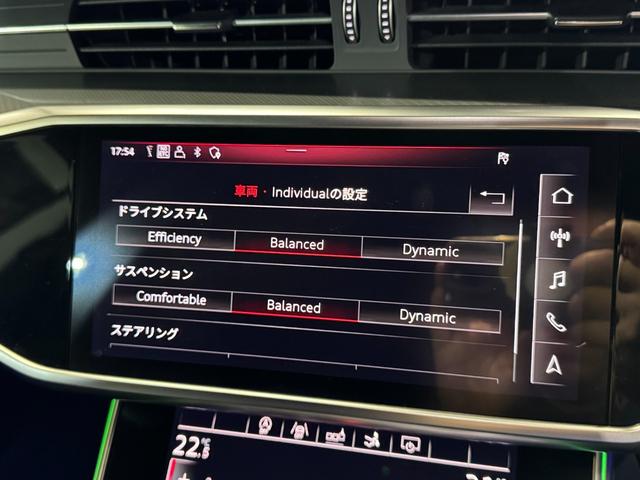 17:54
車両・Individualの設定
ドライブシステム
Efficiency Balanced Dynamic
サスペンション
Comfortable Balanced Dynamic
ステアリング
22.5 °C